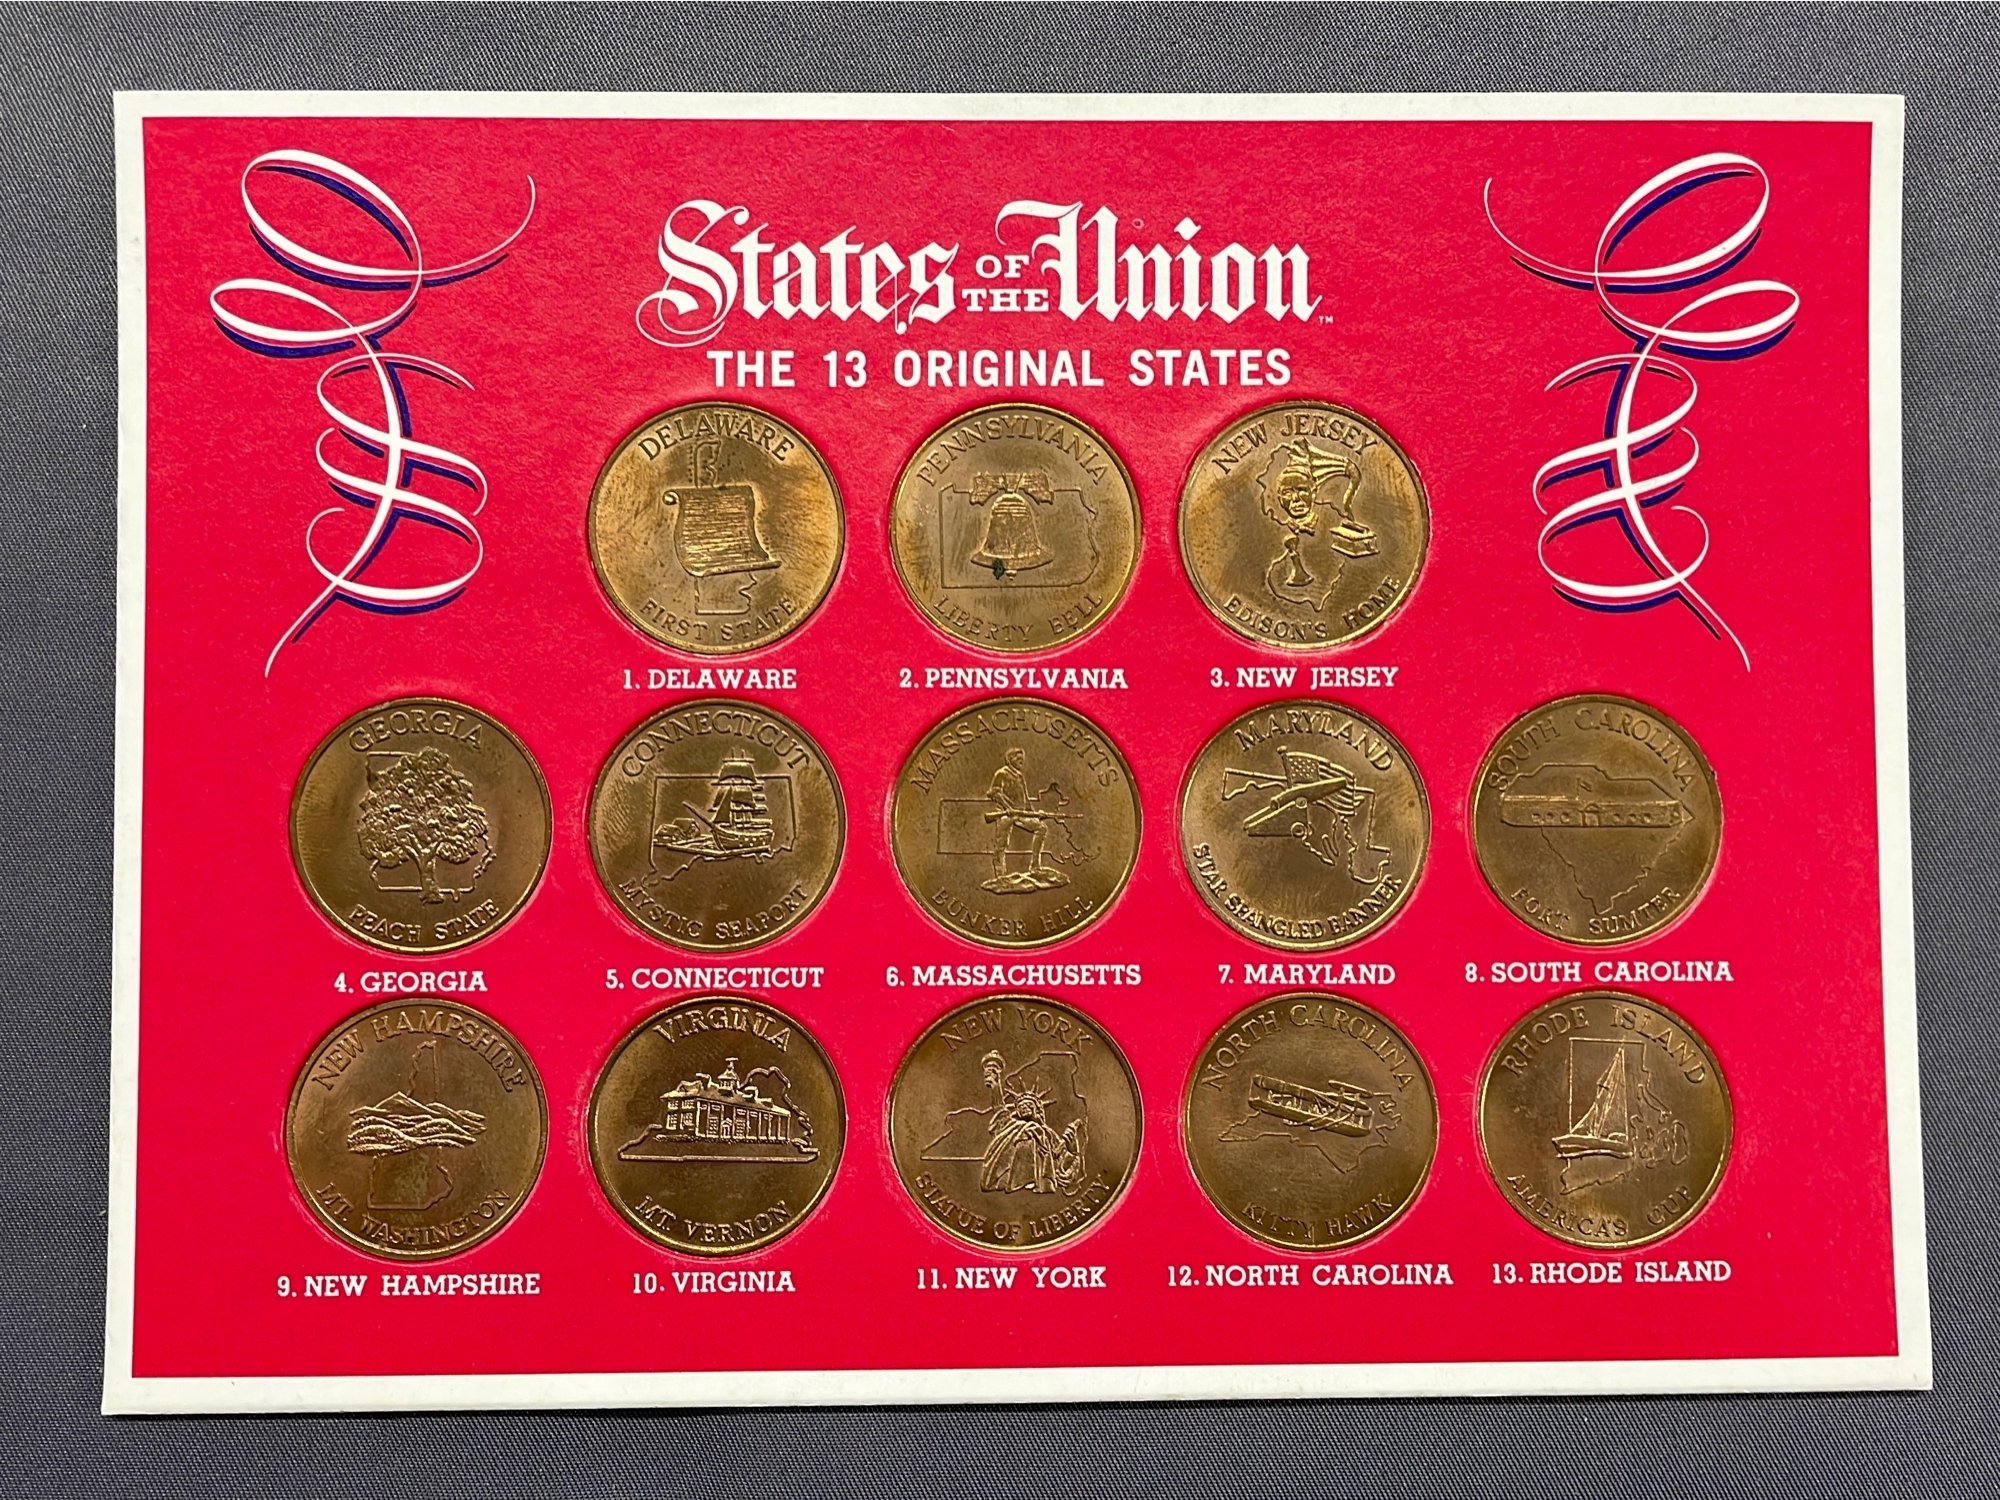 States OF THE Union™
THE 13 ORIGINAL STATES
DELAWARE
FIRST STATE
1. DELAWARE
PENNSYLVANIA
LIBERTY BELL
2. PENNSYLVANIA
NEW JERSEY
EDISON'S HOME
3. NEW JERSEY
GEORGIA
PEACH STATE
4. GEORGIA
CONNECTICUT
MYSTIC SEAPORT
5. CONNECTICUT
MASSACHUSETTS
BUNKER HILL
6. MASSACHUSETTS
MARYLAND
STAR SPANGLED BANNER
7. MARYLAND
SOUTH CAROLINA
FORT SUMTER
8. SOUTH CAROLINA
NEW HAMPSHIRE
MT. WASHINGTON
9. NEW HAMPSHIRE
VIRGINIA
MT. VERNON
10. VIRGINIA
NEW YORK
STATUE OF LIBERTY
11. NEW YORK
NORTH CAROLINA
KITTY HAWK
12. NORTH CAROLINA
RHODE ISLAND
AMERICA'S CUP
13. RHODE ISLAND